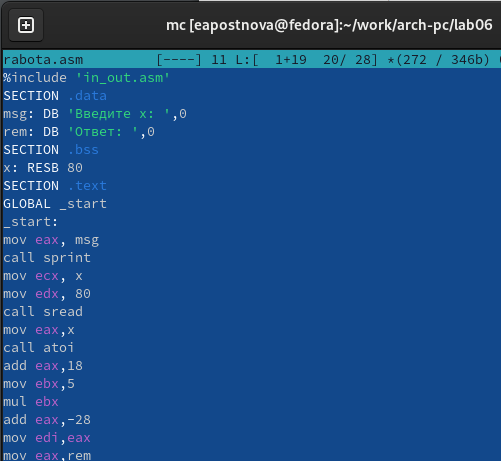 mc [eapostnova@fedora]:~/work/arch-pc/lab06
rabota.asm [----] 11 L:[ 1+19 20/ 28] *(272 / 346b)
%include 'in_out.asm'
SECTION .data
msg: DB 'Введите x: ',0
rem: DB 'Ответ: ',0
SECTION .bss
x: RESB 80
SECTION .text
GLOBAL _start
_start:
mov eax, msg
call sprint
mov ecx, x
mov edx, 80
call sread
mov eax,x
call atoi
add eax,18
mov ebx,5
mul ebx
add eax,-28
mov edi,eax
mov eax,rem